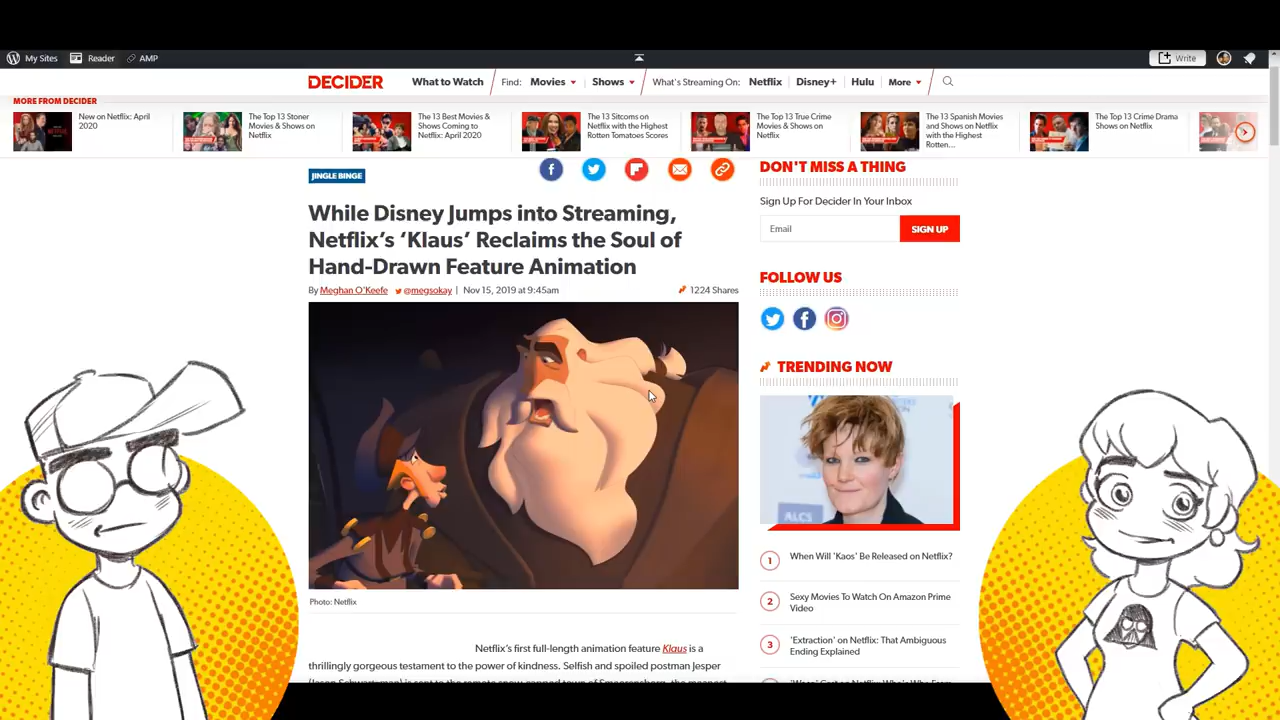 My Sites Reader AMP Write
DECIDER What to Watch Find: Movies Shows What's Streaming On: Netflix Disney+ Hulu More
MORE FROM DECIDER
New on Netflix: April
2020
The Top 13 Stoner
Movies & Shows on
Netflix
The 13 Best Movies &
Shows Coming to
Netflix: April 2020
The 13 Sitcoms on
Netflix with the Highest
Rotten Tomatoes Scores
The Top 13 True Crime
Movies & Shows on
Netflix
The 13 Spanish Movies
and Shows on Netflix
with the Highest
Rotten...
The Top 13 Crime Drama
Shows on Netflix
JINGLE BINGE
While Disney Jumps into Streaming,
Netflix's ‘Klaus’ Reclaims the Soul of
Hand-Drawn Feature Animation
By Meghan O'Keefe @megsokay | Nov 15, 2019 at 9:45am 1224 Shares
Photo: Netflix
Netflix's first full-length animation feature Klaus is a
thrillingly gorgeous testament to the power of kindness. Selfish and spoiled postman Jesper
DON'T MISS A THING
Sign Up For Decider In Your Inbox
Email SIGN UP
FOLLOW US
TRENDING NOW
ALCS
1 When Will 'Kaos' Be Released on Netflix?
2 Sexy Movies To Watch On Amazon Prime
Video
3 'Extraction' on Netflix: That Ambiguous
Ending Explained